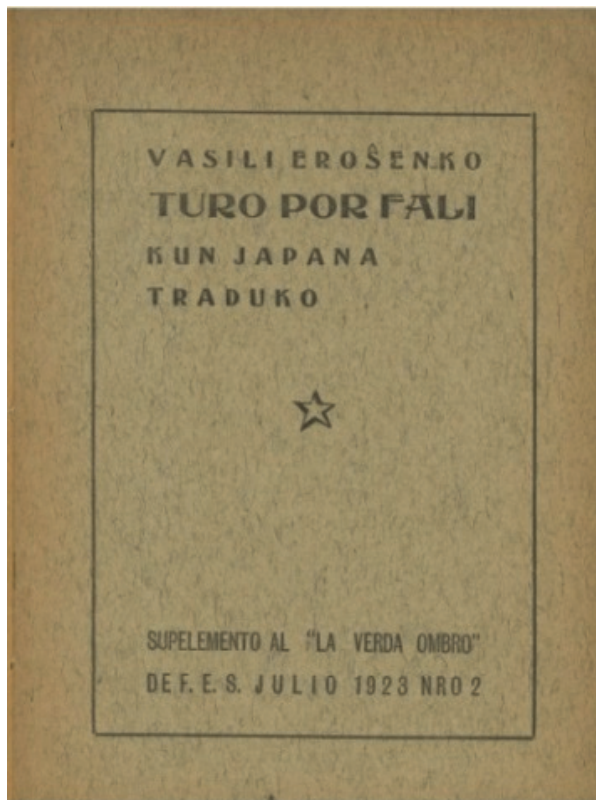 VASILI EROŜENKO
TURO POR FALI
KUN JAPANA
TRADUKO
SUPELEMENTO AL "LA VERDA OMBRO"
DE F. E. S. JULIO 1923 NRO 2